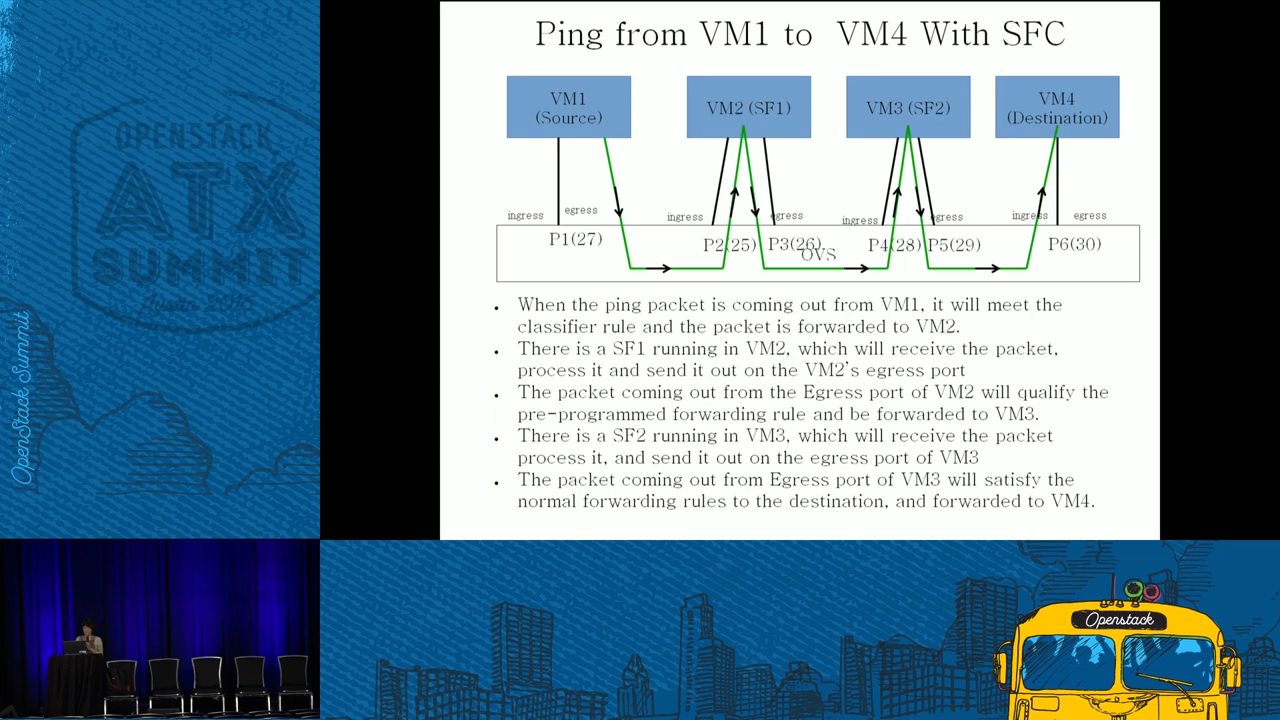 Ping from VM1 to VM4 With SFC
VM1
(Source)
VM2 (SF1)
VM3 (SF2)
VM4
(Destination)
ingress
egress
ingress
egress
ingress
egress
ingress
egress
P1(27)
P2(25)
P3(26)
P4(28)
P5(29)
P6(30)
OVS
• When the ping packet is coming out from VM1, it will meet the
classifier rule and the packet is forwarded to VM2.
• There is a SF1 running in VM2, which will receive the packet,
process it and send it out on the VM2's egress port
• The packet coming out from the Egress port of VM2 will qualify the
pre-programmed forwarding rule and be forwarded to VM3.
• There is a SF2 running in VM3, which will receive the packet
process it, and send it out on the egress port of VM3
• The packet coming out from Egress port of VM3 will satisfy the
normal forwarding rules to the destination, and forwarded to VM4.
OPENSTACK
ATX
SUMMIT
Austin 2016
OpenStack Summit
Openstack